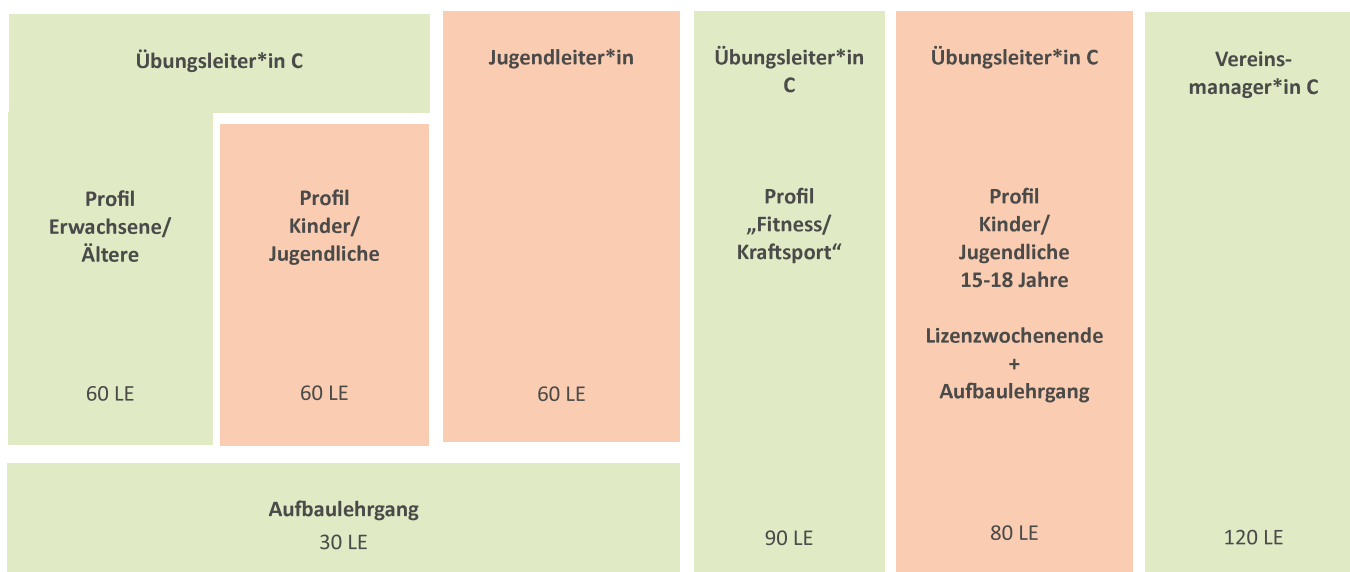 Übungsleiter*in C
Profil
Erwachsene/
Ältere
60 LE
Profil
Kinder/
Jugendliche
60 LE
Jugendleiter*in
60 LE
Aufbaulehrgang
30 LE
Übungsleiter*in
C
Profil
„Fitness/
Kraftsport“
90 LE
Übungsleiter*in C
Profil
Kinder/
Jugendliche
15-18 Jahre
Lizenzwochenende
+
Aufbaulehrgang
80 LE
Vereins-
manager*in C
120 LE